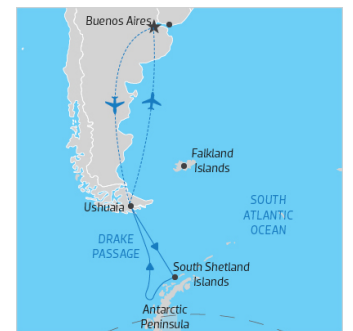 Buenos Aires
Falkland
Islands
Ushuaia
SOUTH
ATLANTIC
OCEAN
DRAKE
PASSAGE
South Shetland
Islands
Antarctic
Peninsula